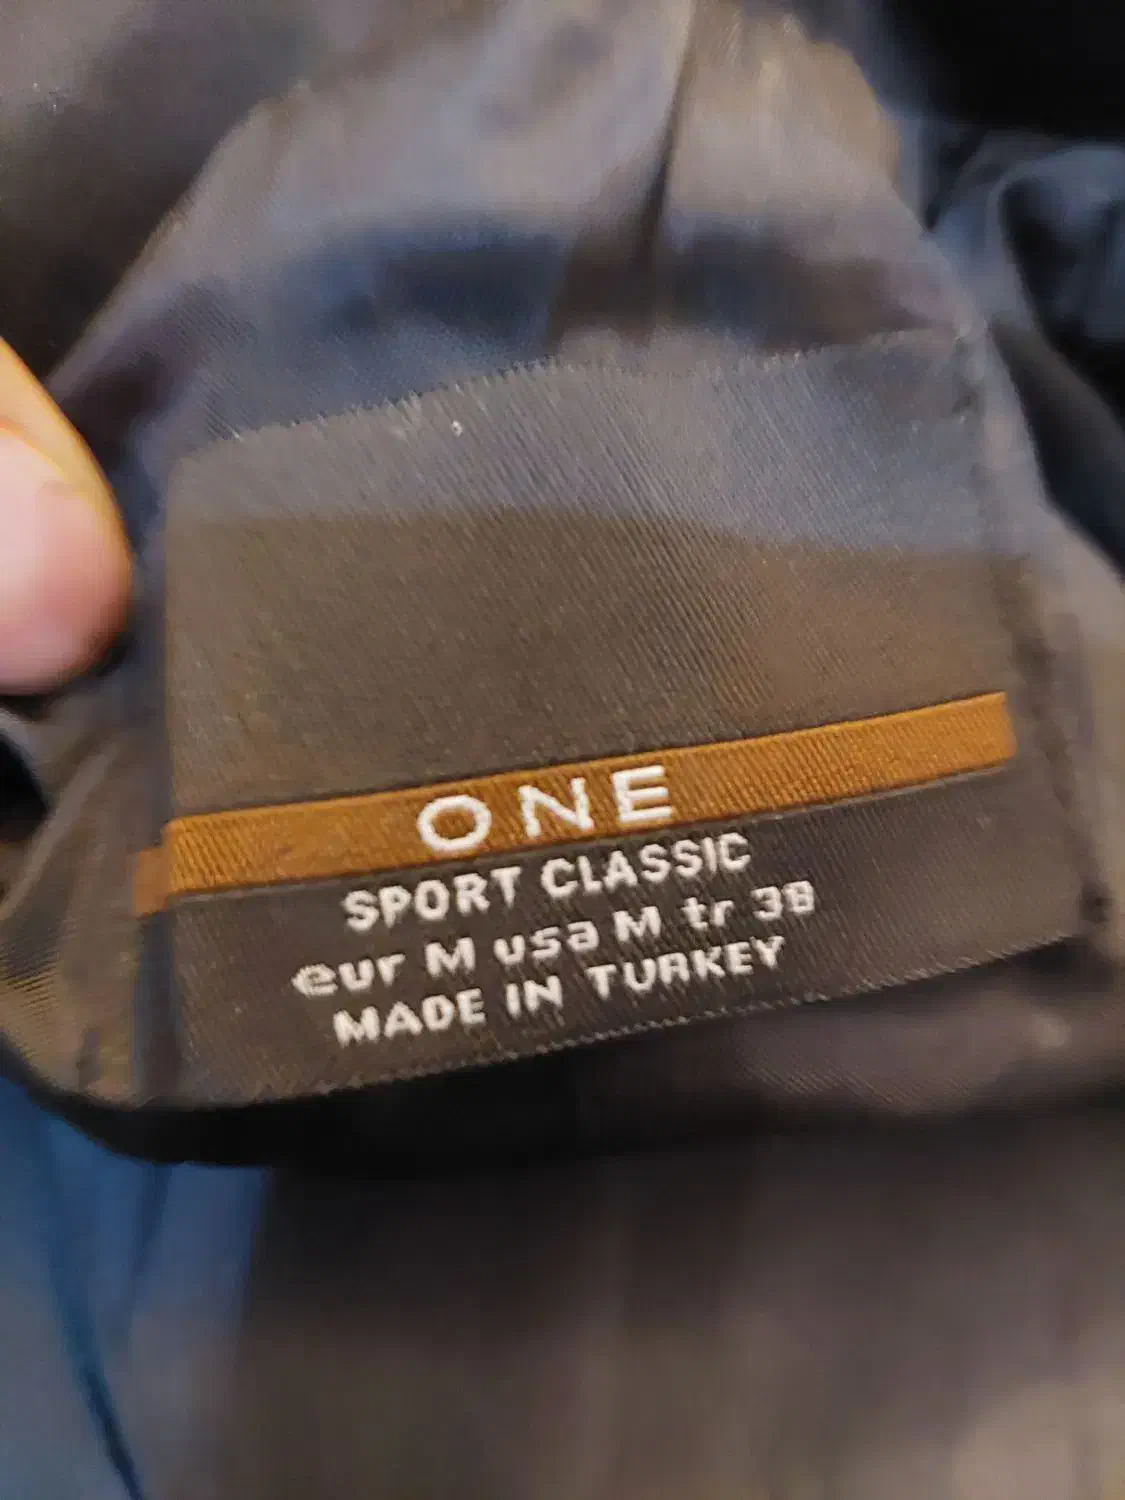 ONE
SPORT CLASSIC
eur M usa M tr 38
MADE IN TURKEY